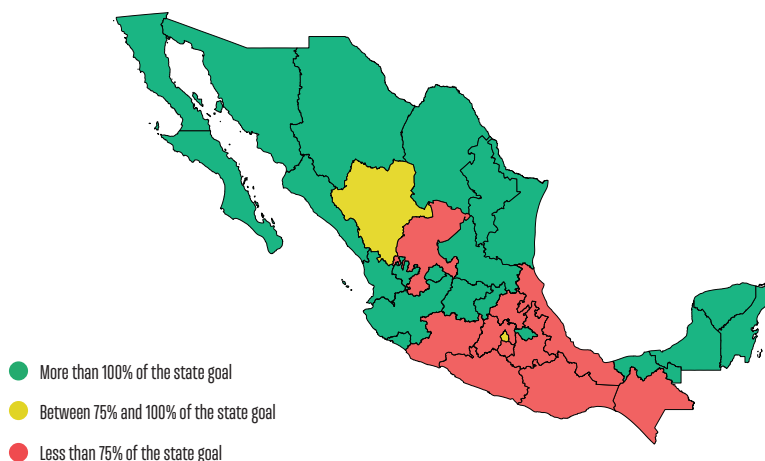 More than 100% of the state goal
Between 75% and 100% of the state goal
Less than 75% of the state goal